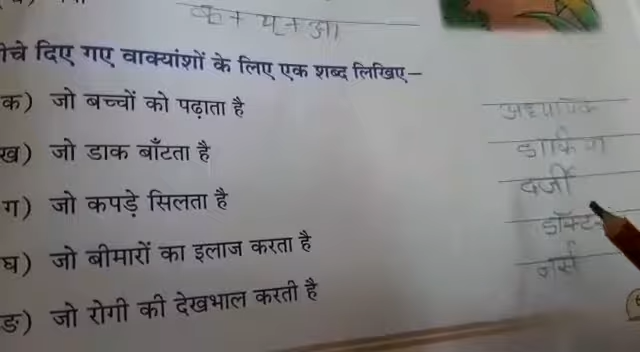 क् + य् + आ
नीचे दिए गए वाक्यांशों के लिए एक शब्द लिखिए—
क) जो बच्चों को पढ़ाता है अध्यापक
ख) जो डाक बाँटता है डाकिया
ग) जो कपड़े सिलता है दर्जी
घ) जो बीमारों का इलाज करता है डॉक्टर
ङ) जो रोगी की देखभाल करती है नर्स